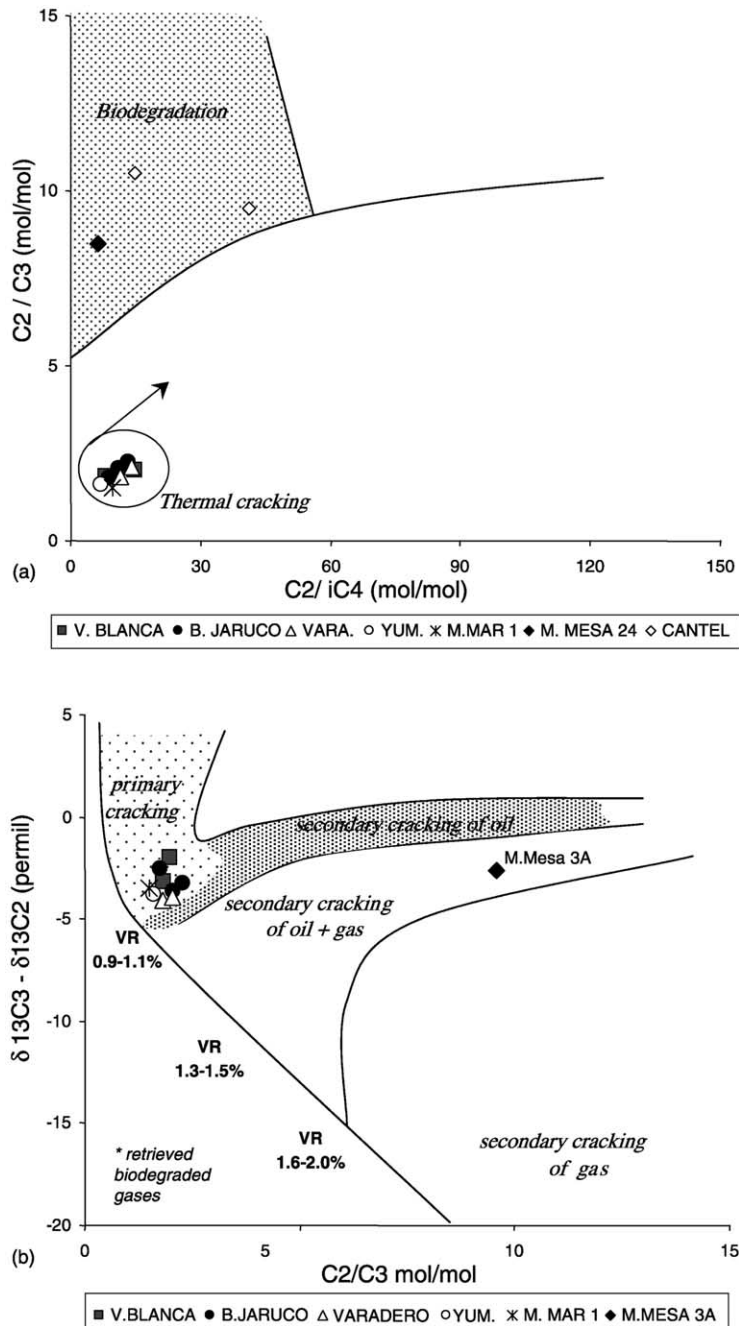 15
Biodegradation
C2 / C3 (mol/mol)
10
5
Thermal cracking
0
(a)
0 30 60 90 120 150
C2/ iC4 (mol/mol)
V. BLANCA B. JARUCO VARA. YUM. M.MAR 1 M. MESA 24 CANTEL
5
primary
cracking
0
secondary cracking of oil
M.Mesa 3A
δ 13C3 - δ13C2 (permil)
secondary cracking
of oil + gas
-5
VR
0.9-1.1%
-10
VR
1.3-1.5%
-15
VR
1.6-2.0%
* retrieved
biodegraded
gases
secondary cracking
of gas
-20
(b)
0 5 10 15
C2/C3 mol/mol
V.BLANCA B.JARUCO VARADERO YUM. M. MAR 1 M.MESA 3A